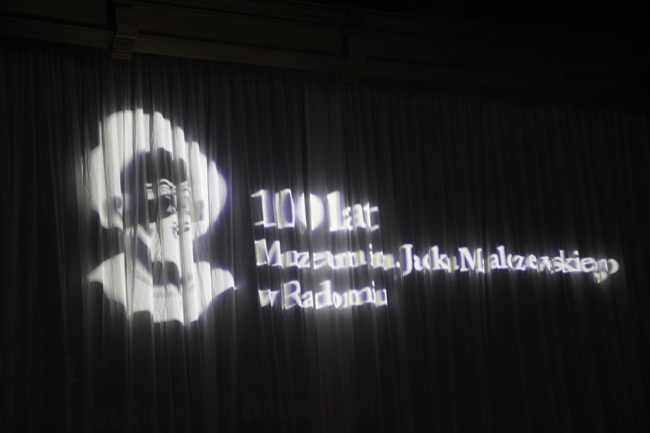 100 lat
Muzeum im. Jacka Malczewskiego
w Radomiu